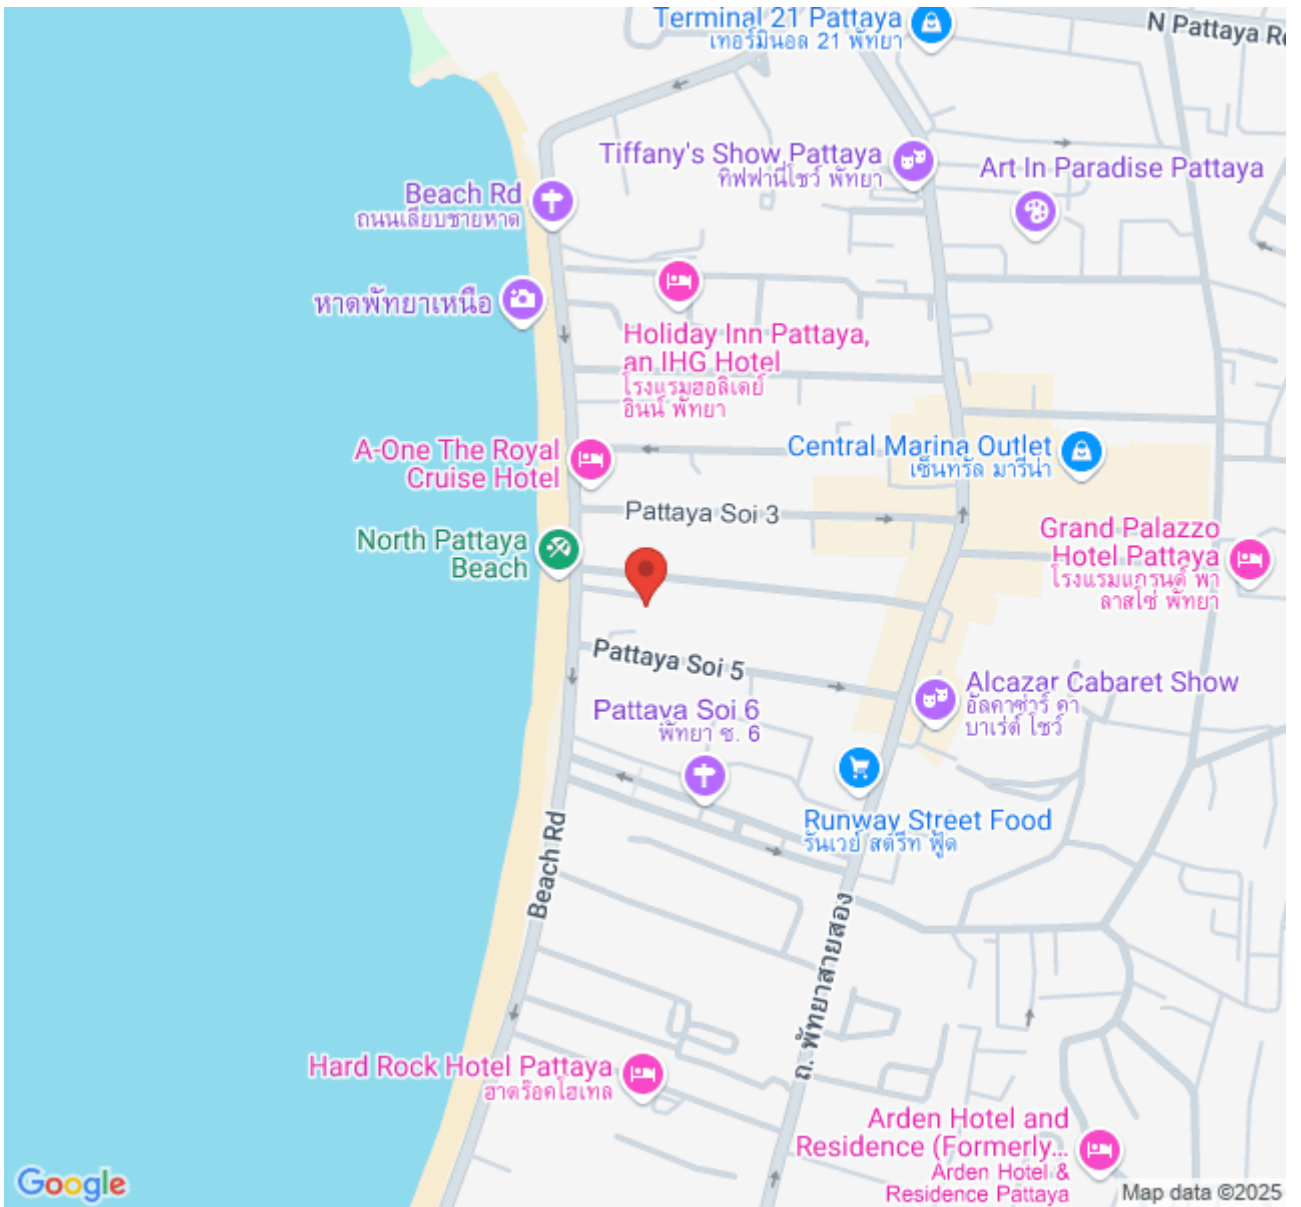 Terminal 21 Pattaya
เทอร์มินอล 21 พัทยา
N Pattaya Rd
Tiffany's Show Pattaya
ทิฟฟานี่โชว์ พัทยา
Art In Paradise Pattaya
Beach Rd
ถนนเลียบชายหาด
หาดพัทยาเหนือ
Holiday Inn Pattaya,
an IHG Hotel
โรงแรมฮอลิเดย์
อินน์ พัทยา
A-One The Royal
Cruise Hotel
Central Marina Outlet
เซ็นทรัล มารีน่า
Pattaya Soi 3
North Pattaya
Beach
Grand Palazzo
Hotel Pattaya
โรงแรมแกรนด์ พา
ลาสโซ่ พัทยา
Pattaya Soi 5
Alcazar Cabaret Show
อัลคาซ่าร์ คา
บาเร่ต์ โชว์
Pattaya Soi 6
พัทยา ซ. 6
Runway Street Food
รันเวย์ สตรีท ฟู้ด
Beach Rd
ถ. พัทยาสายสอง
Hard Rock Hotel Pattaya
ฮาดร๊อคโฮเทล
Arden Hotel and
Residence (Formerly...
Arden Hotel &
Residence Pattaya
Google
Map data ©2025